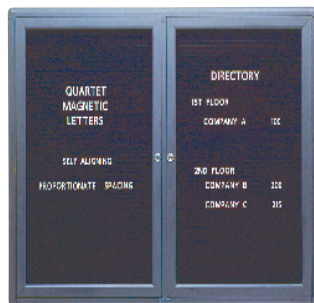 QUARTET
MAGNETIC
LETTERS
SELF ALIGNING
PROPORTIONATE SPACING
DIRECTORY
1ST FLOOR
COMPANY A 100
2ND FLOOR
COMPANY B 200
COMPANY C 215